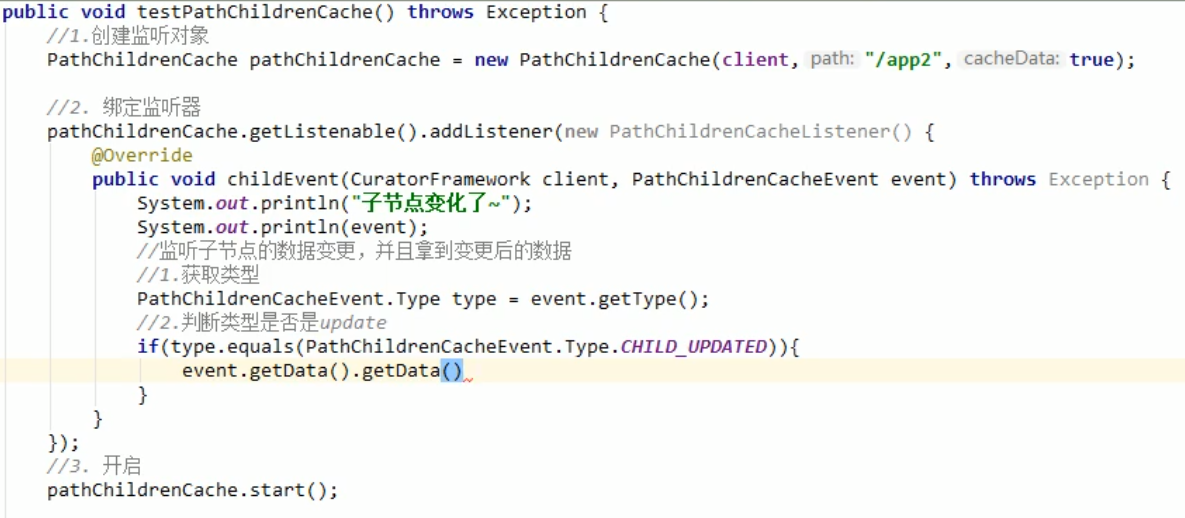 public void testPathChildrenCache() throws Exception {
//1.创建监听对象
PathChildrenCache pathChildrenCache = new PathChildrenCache(client, path: "/app2", cacheData: true);
//2. 绑定监听器
pathChildrenCache.getListenable().addListener(new PathChildrenCacheListener() {
@Override
public void childEvent(CuratorFramework client, PathChildrenCacheEvent event) throws Exception {
System.out.println("子节点变化了~");
System.out.println(event);
//监听子节点的数据变更，并且拿到变更后的数据
//1.获取类型
PathChildrenCacheEvent.Type type = event.getType();
//2.判断类型是否是update
if(type.equals(PathChildrenCacheEvent.Type.CHILD_UPDATED)){
event.getData().getData()
}
}
});
//3. 开启
pathChildrenCache.start();